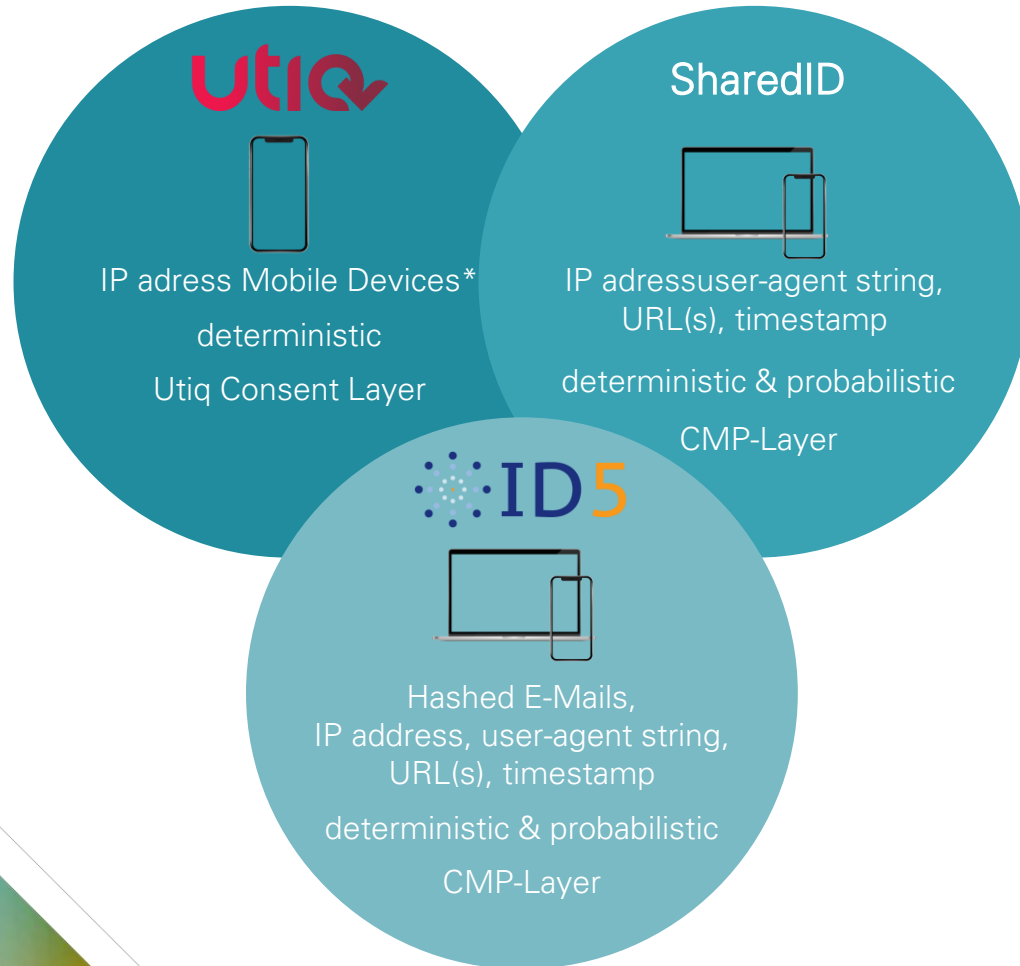 utiq
IP adress Mobile Devices*
deterministic
Utiq Consent Layer
SharedID
IP adressuser-agent string,
URL(s), timestamp
deterministic & probabilistic
CMP-Layer
ID5
Hashed E-Mails,
IP address, user-agent string,
URL(s), timestamp
deterministic & probabilistic
CMP-Layer